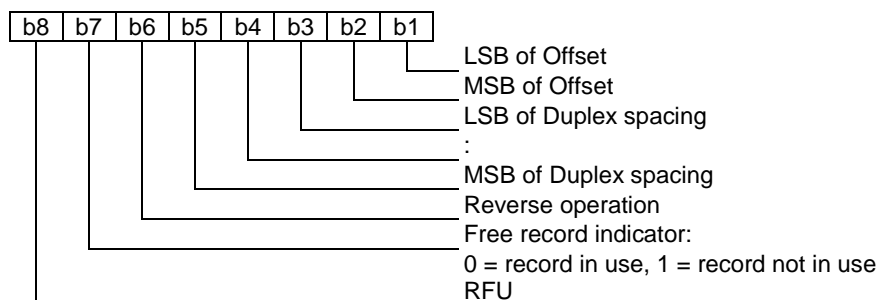 b8 b7 b6 b5 b4 b3 b2 b1
LSB of Offset
MSB of Offset
LSB of Duplex spacing
:
MSB of Duplex spacing
Reverse operation
Free record indicator:
0 = record in use, 1 = record not in use
RFU